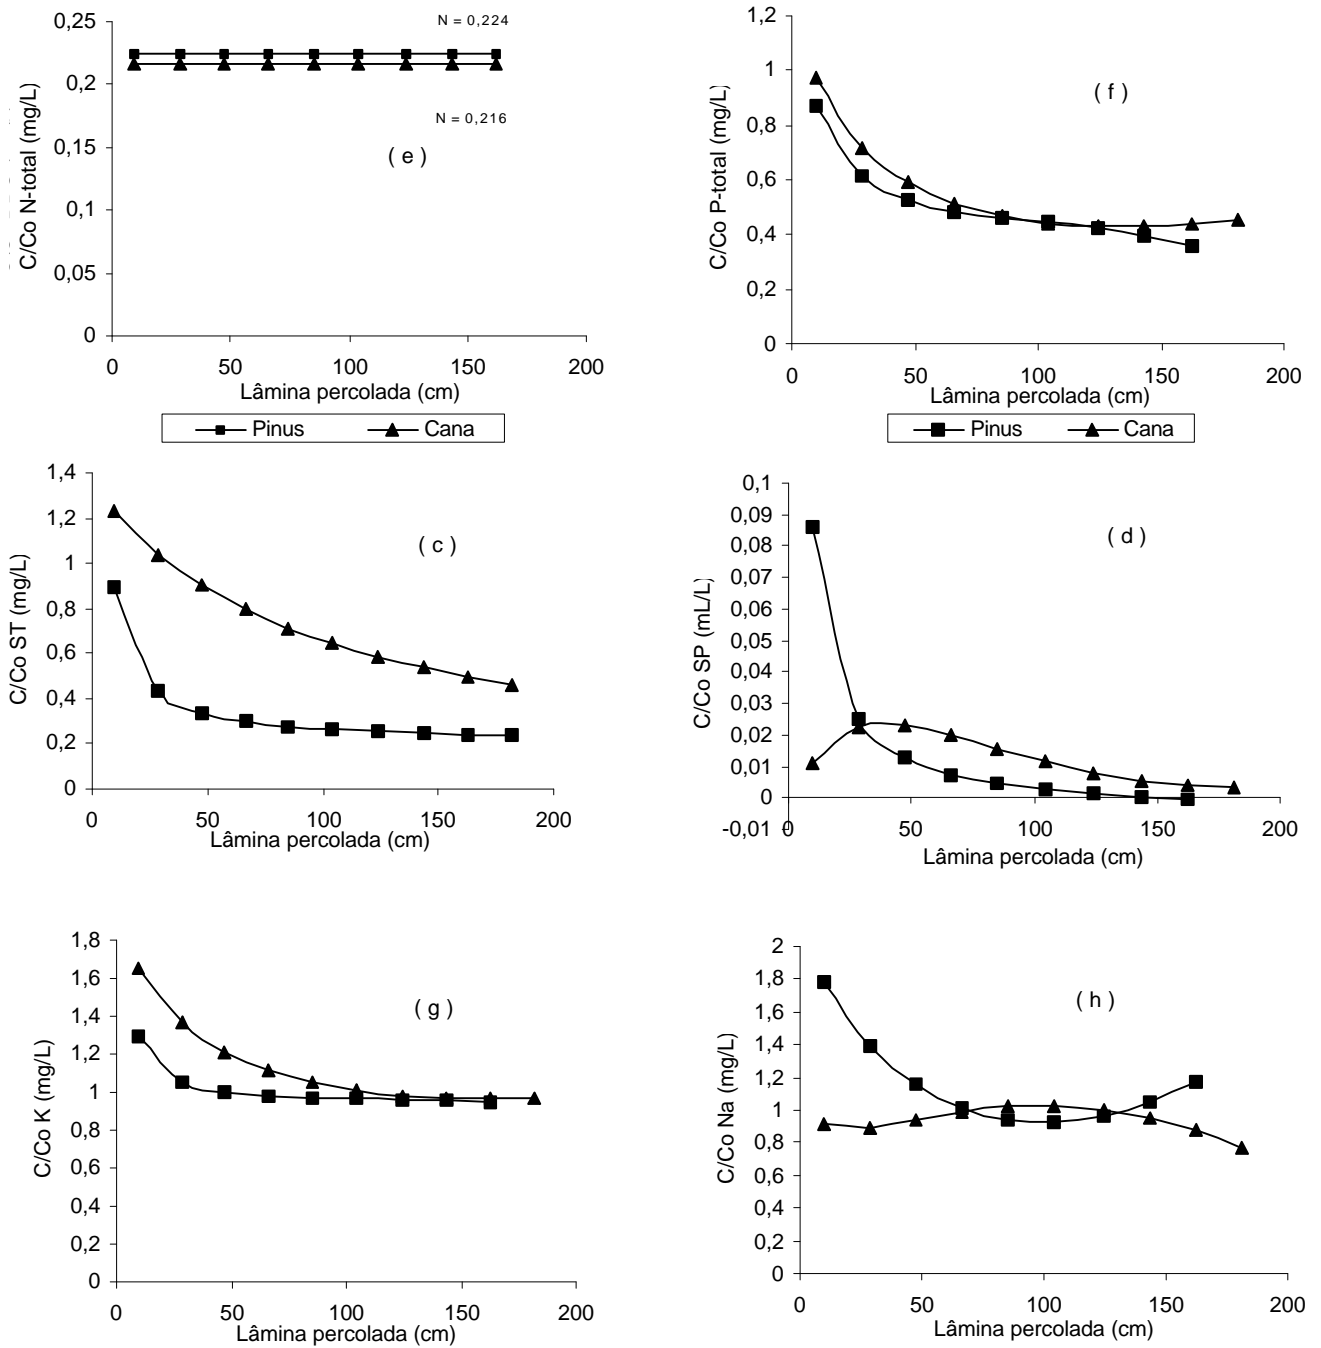 0,25
0,2
0,15
0,1
0,05
0
N = 0,224
N = 0,216
( e )
C/Co N-total (mg/L)
0 50 100 150 200
Lâmina percolada (cm)
Pinus Cana
1,2
1
0,8
0,6
0,4
0,2
0
( f )
C/Co P-total (mg/L)
0 50 100 150 200
Lâmina percolada (cm)
Pinus Cana
1,4
1,2
1
0,8
0,6
0,4
0,2
0
( c )
C/Co ST (mg/L)
0 50 100 150 200
Lâmina percolada (cm)
0,1
0,09
0,08
0,07
0,06
0,05
0,04
0,03
0,02
0,01
0
-0,01
( d )
C/Co SP (mL/L)
0 50 100 150 200
Lâmina percolada (cm)
1,8
1,6
1,4
1,2
1
0,8
0,6
0,4
0,2
0
( g )
C/Co K (mg/L)
0 50 100 150 200
Lâmina percolada (cm)
2
1,8
1,6
1,4
1,2
1
0,8
0,6
0,4
0,2
0
( h )
C/Co Na (mg/L)
0 50 100 150 200
Lâmina percolada (cm)